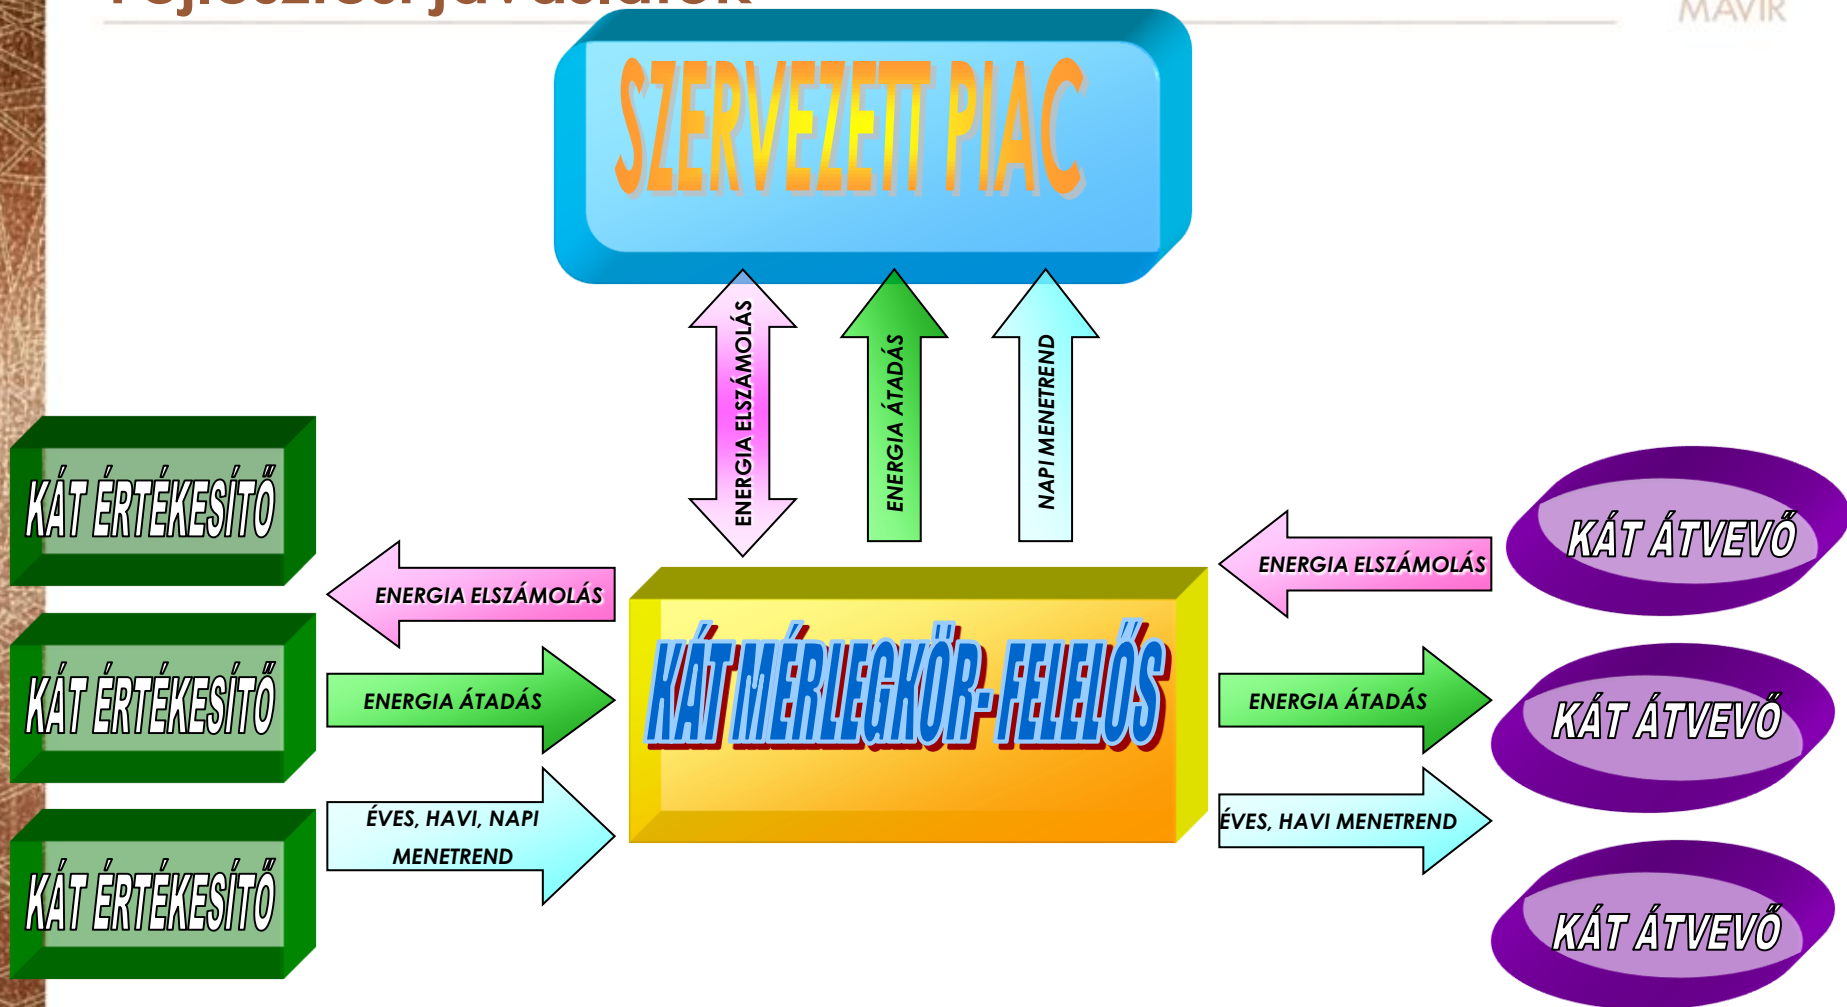 Fejlesztési javaslatok
MAVIR
SZERVEZETT PIAC
ENERGIA ELSZÁMOLÁS
ENERGIA ÁTADÁS
NAPI MENETREND
KÁT ÉRTÉKESÍTŐ
KÁT ÉRTÉKESÍTŐ
KÁT ÉRTÉKESÍTŐ
ENERGIA ELSZÁMOLÁS
ENERGIA ÁTADÁS
ÉVES, HAVI, NAPI
MENETREND
KÁT MÉRLEGKÖR- FELELŐS
ENERGIA ELSZÁMOLÁS
ENERGIA ÁTADÁS
ÉVES, HAVI MENETREND
KÁT ÁTVEVŐ
KÁT ÁTVEVŐ
KÁT ÁTVEVŐ